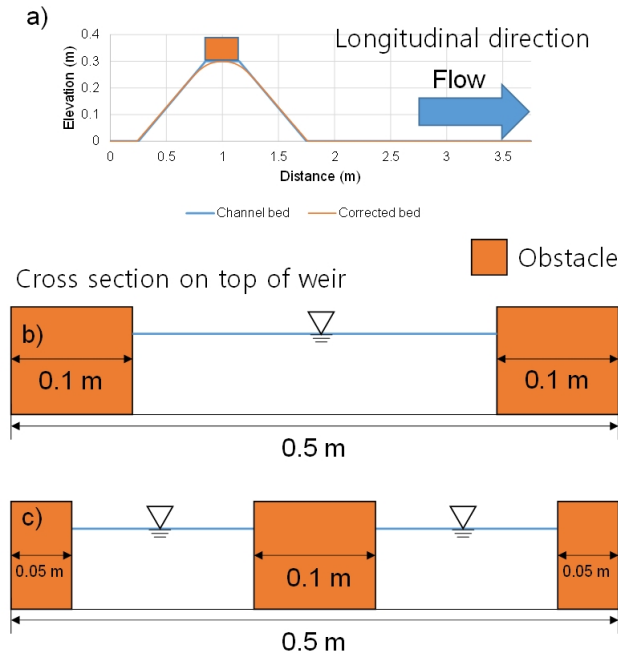 a)
Longitudinal direction
Flow
Elevation (m)
0.4
0.3
0.2
0.1
0
0 0.5 1 1.5 2 2.5 3 3.5
Distance (m)
Channel bed Corrected bed
Obstacle
Cross section on top of weir
b)
0.1 m 0.1 m
0.5 m
c)
0.05 m 0.1 m 0.05 m
0.5 m